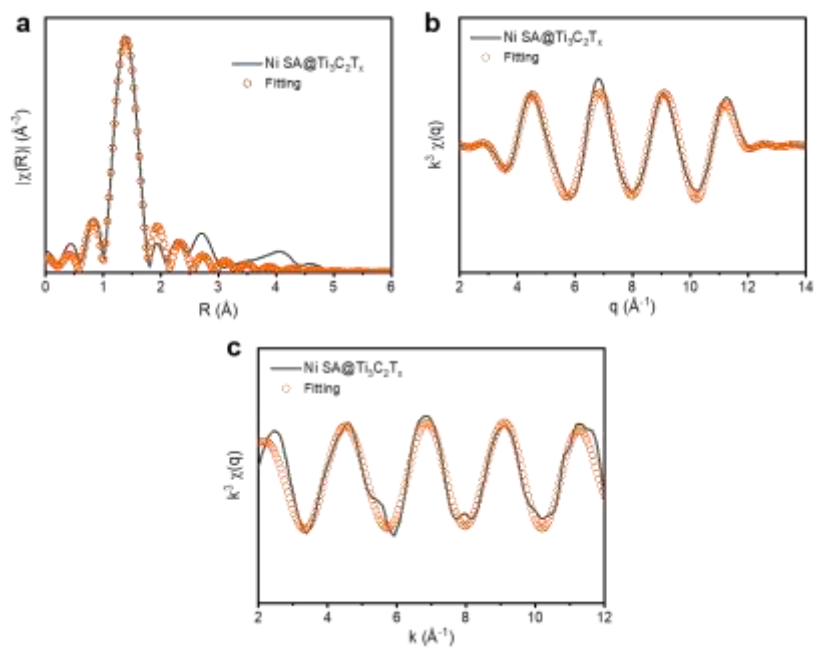 a
Ni SA@Ti₃C₂Tₓ
Fitting
|χ(R)| (Å⁻³)
0 1 2 3 4 5 6
R (Å)
b
Ni SA@Ti₃C₂Tₓ
Fitting
k³ χ(q)
2 4 6 8 10 12 14
q (Å⁻¹)
c
Ni SA@Ti₃C₂Tₓ
Fitting
k³ χ(q)
2 4 6 8 10 12
k (Å⁻¹)